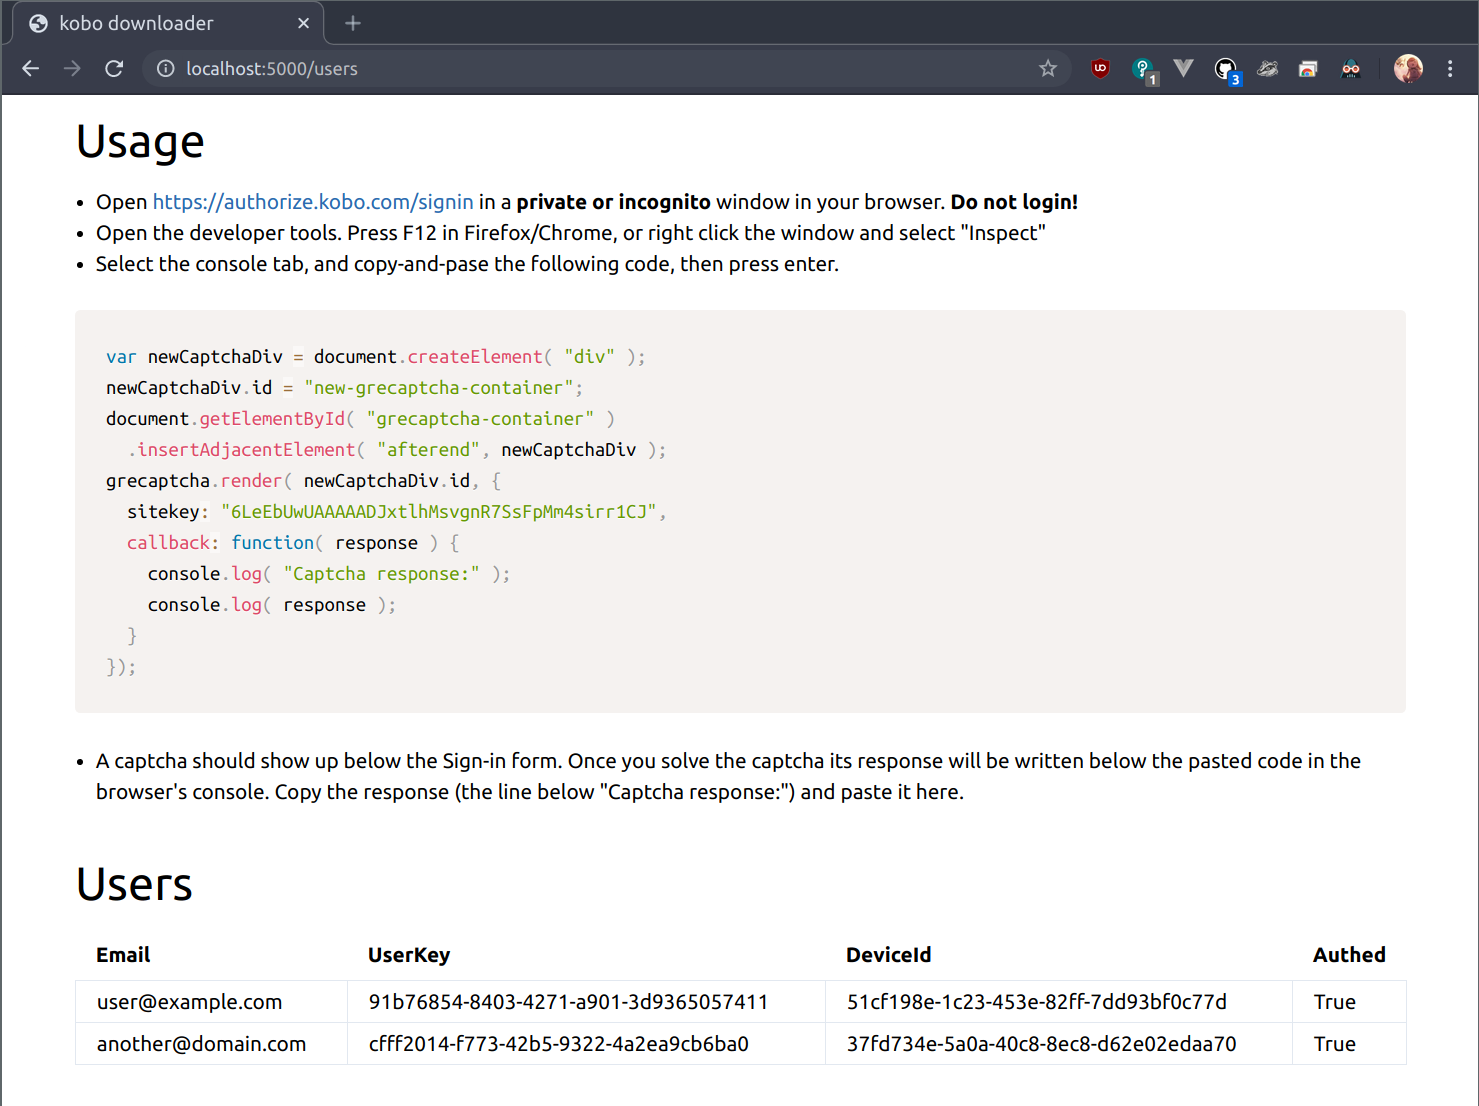 kobo downloader
localhost:5000/users
1
3
Usage
• Open https://authorize.kobo.com/signin in a private or incognito window in your browser. Do not login!
• Open the developer tools. Press F12 in Firefox/Chrome, or right click the window and select "Inspect"
• Select the console tab, and copy-and-pase the following code, then press enter.
var newCaptchaDiv = document.createElement( "div" );
newCaptchaDiv.id = "new-grecaptcha-container";
document.getElementById( "grecaptcha-container" )
  .insertAdjacentElement( "afterend", newCaptchaDiv );
grecaptcha.render( newCaptchaDiv.id, {
  sitekey: "6LeEbUwUAAAAADJxtlhMsvgnR7SsFpMm4sirr1CJ",
  callback: function( response ) {
    console.log( "Captcha response:" );
    console.log( response );
  }
});
• A captcha should show up below the Sign-in form. Once you solve the captcha its response will be written below the pasted code in the
browser's console. Copy the response (the line below "Captcha response:") and paste it here.
Users
Email UserKey DeviceId Authed
user@example.com 91b76854-8403-4271-a901-3d9365057411 51cf198e-1c23-453e-82ff-7dd93bf0c77d True
another@domain.com cfff2014-f773-42b5-9322-4a2ea9cb6ba0 37fd734e-5a0a-40c8-8ec8-d62e02edaa70 True